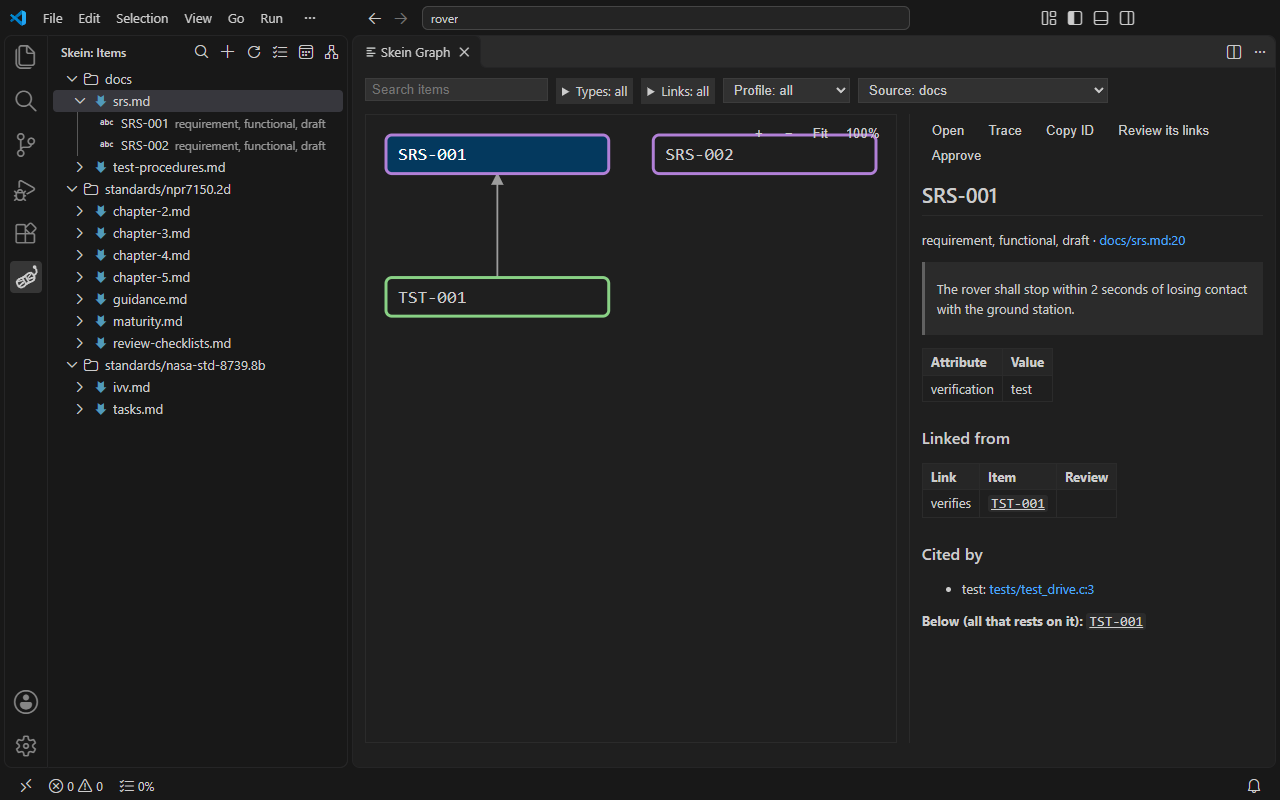 File Edit Selection View Go Run ···
rover
Skein: Items
docs
srs.md
abc SRS-001 requirement, functional, draft
abc SRS-002 requirement, functional, draft
test-procedures.md
standards/npr7150.2d
chapter-2.md
chapter-3.md
chapter-4.md
chapter-5.md
guidance.md
maturity.md
review-checklists.md
standards/nasa-std-8739.8b
ivv.md
tasks.md
Skein Graph
Search items
Types: all
Links: all
Profile: all
Source: docs
+ − Fit 100%
SRS-001
SRS-002
TST-001
Open Trace Copy ID Review its links
Approve
SRS-001
requirement, functional, draft · docs/srs.md:20
The rover shall stop within 2 seconds of losing contact
with the ground station.
Attribute Value
verification test
Linked from
Link Item Review
verifies TST-001
Cited by
• test: tests/test_drive.c:3
Below (all that rests on it): TST-001
0 0 0%